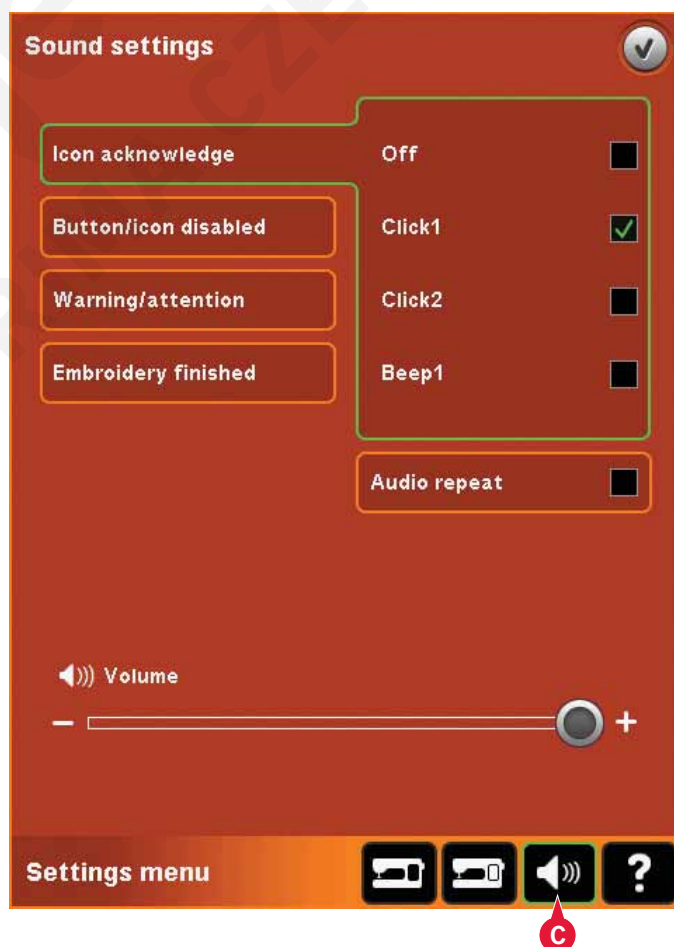 Sound settings
Icon acknowledge
Off
Button/icon disabled
Click1
Warning/attention
Click2
Embroidery finished
Beep1
Audio repeat
Volume
− +
Settings menu
?
C